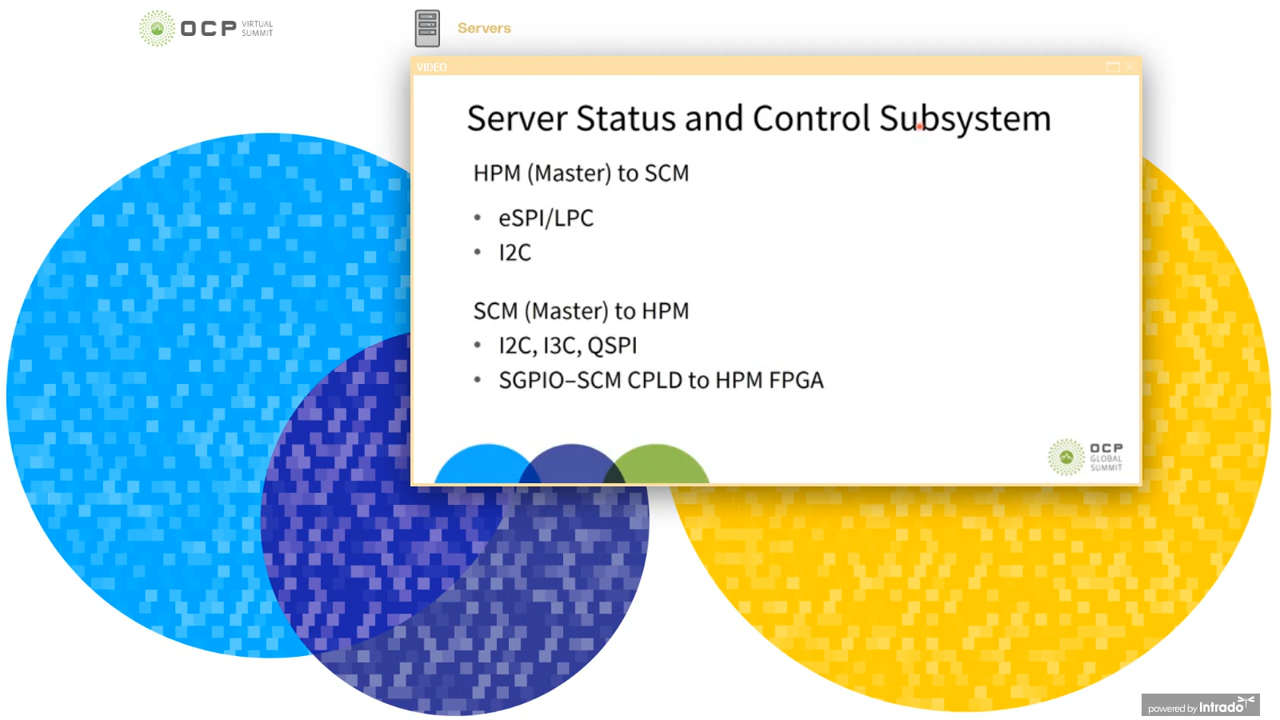 OCP VIRTUAL SUMMIT
Servers
VIDEO
Server Status and Control Subsystem
HPM (Master) to SCM
• eSPI/LPC
• I2C
SCM (Master) to HPM
• I2C, I3C, QSPI
• SGPIO–SCM CPLD to HPM FPGA
OCP GLOBAL SUMMIT
powered by Intrado